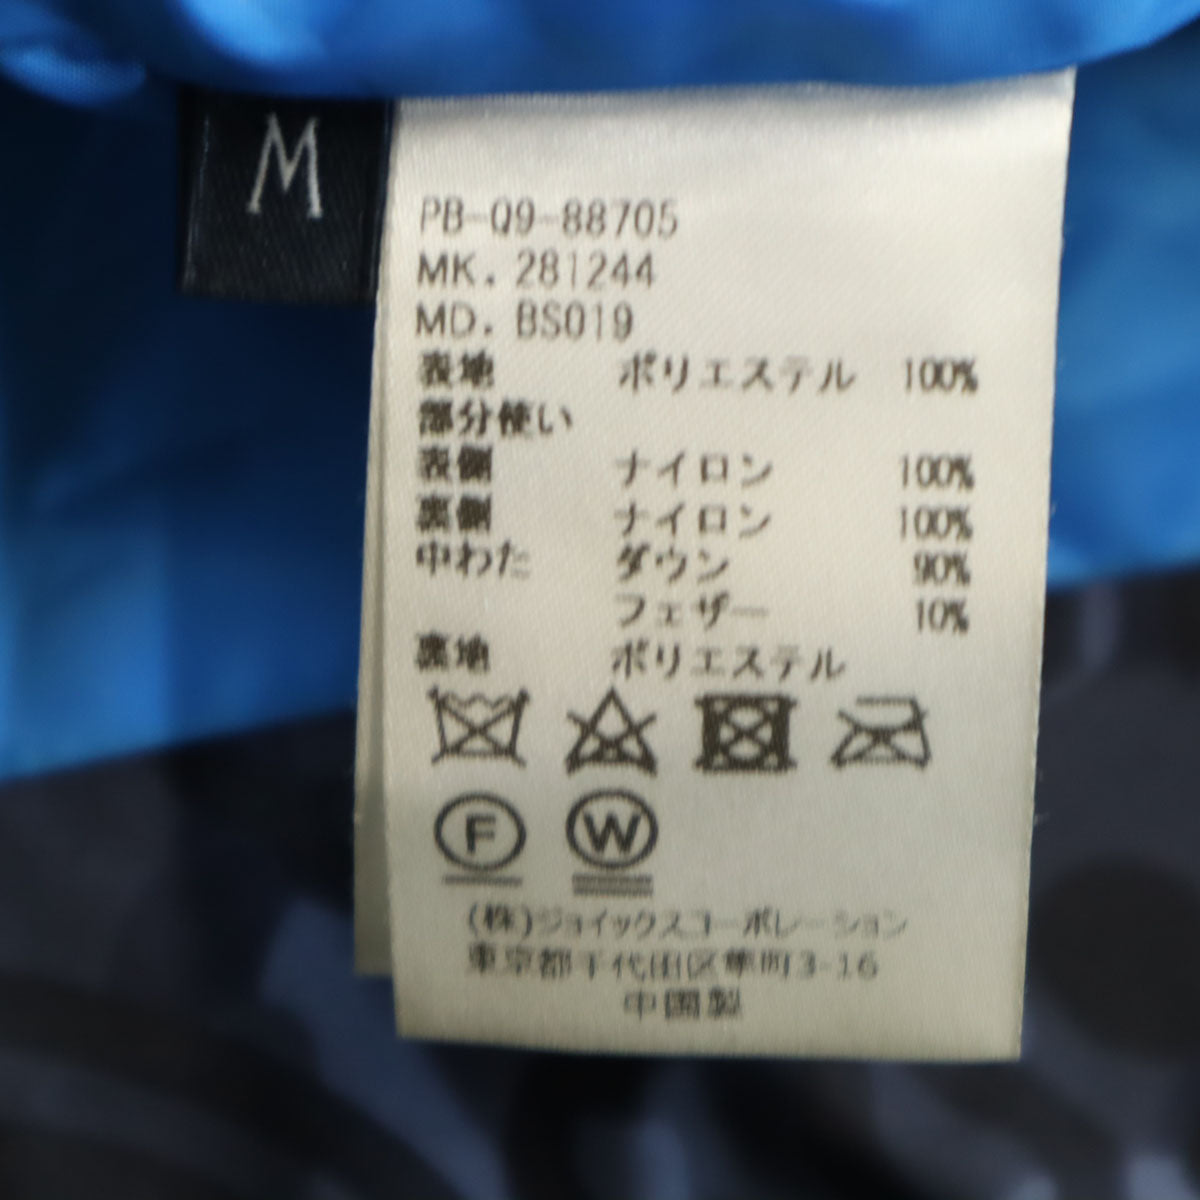 M
PB-Q9-88705
MK. 281244
MD. BS019
表地 ポリエステル 100%
部分使い
表側 ナイロン 100%
裏側 ナイロン 100%
中わた ダウン 90%
フェザー 10%
裏地 ポリエステル
F W
(株)ジョイックスコーポレーション
東京都千代田区隼町3-16
中国製